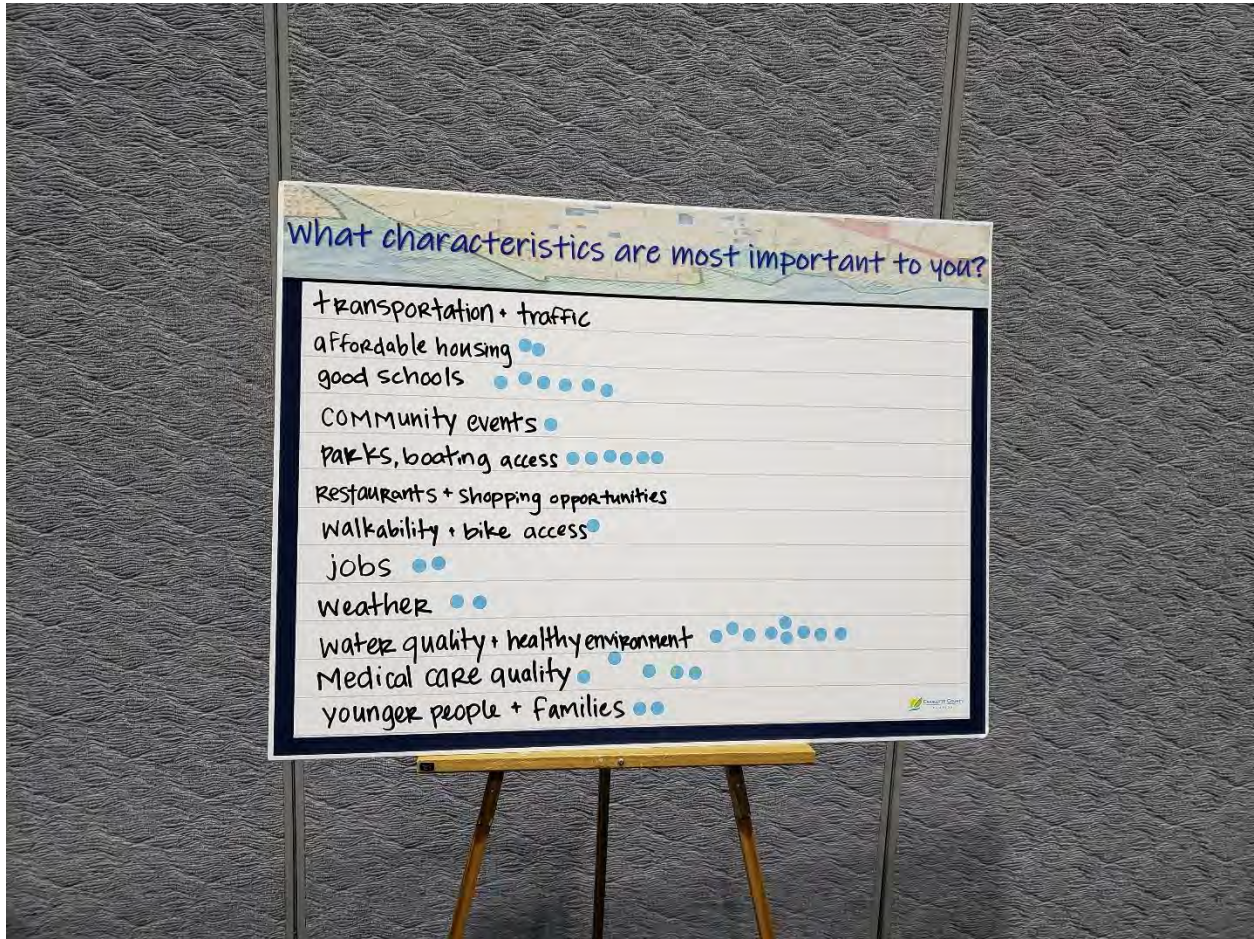 What characteristics are most important to you?
transportation + traffic
affordable housing
good schools
community events
parks, boating access
Restaurants + shopping opportunities
walkability + bike access
jobs
weather
water quality + healthy environment
Medical care quality
younger people + families